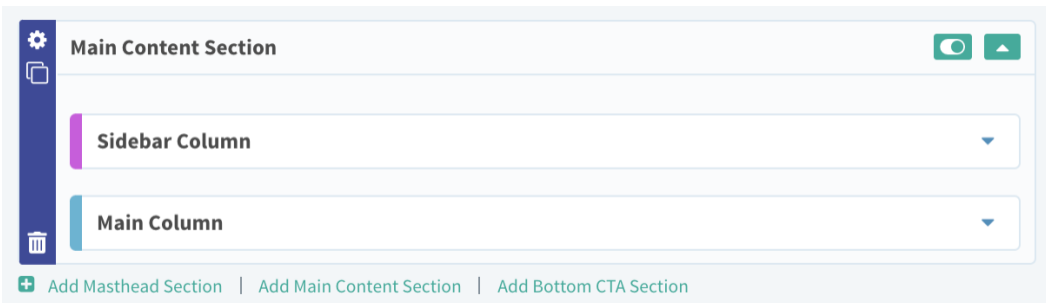 Main Content Section
Sidebar Column
Main Column
Add Masthead Section | Add Main Content Section | Add Bottom CTA Section